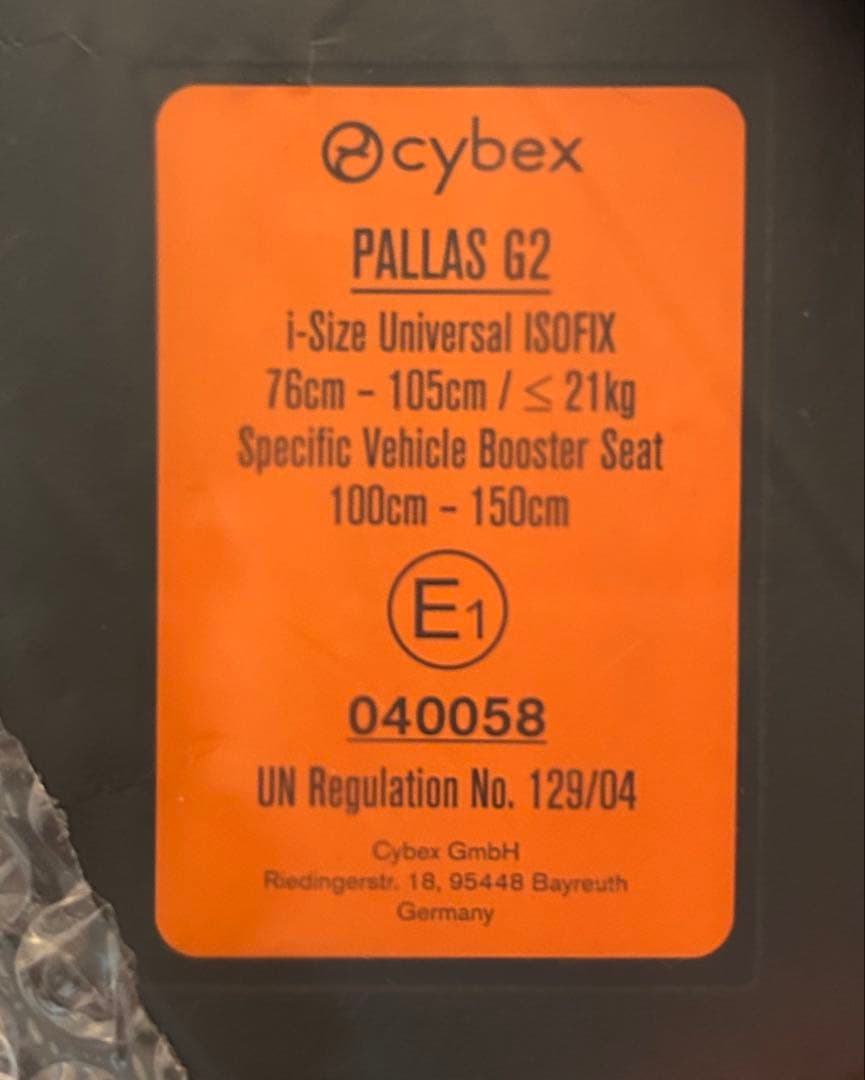 cybex
PALLAS G2
i-Size Universal ISOFIX
76cm - 105cm / ≤ 21kg
Specific Vehicle Booster Seat
100cm - 150cm
E1
040058
UN Regulation No. 129/04
Cybex GmbH
Riedingerstr. 18, 95448 Bayreuth
Germany